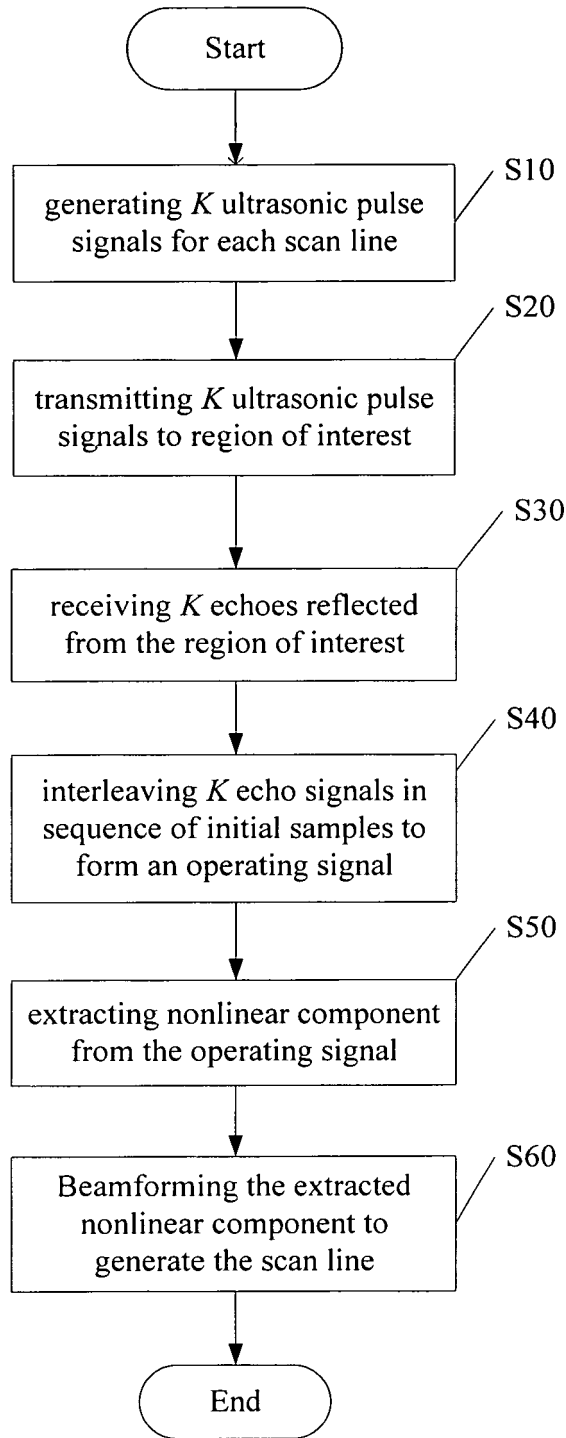 Start
S10
generating K ultrasonic pulse
signals for each scan line
S20
transmitting K ultrasonic pulse
signals to region of interest
S30
receiving K echoes reflected
from the region of interest
S40
interleaving K echo signals in
sequence of initial samples to
form an operating signal
S50
extracting nonlinear component
from the operating signal
S60
Beamforming the extracted
nonlinear component to
generate the scan line
End